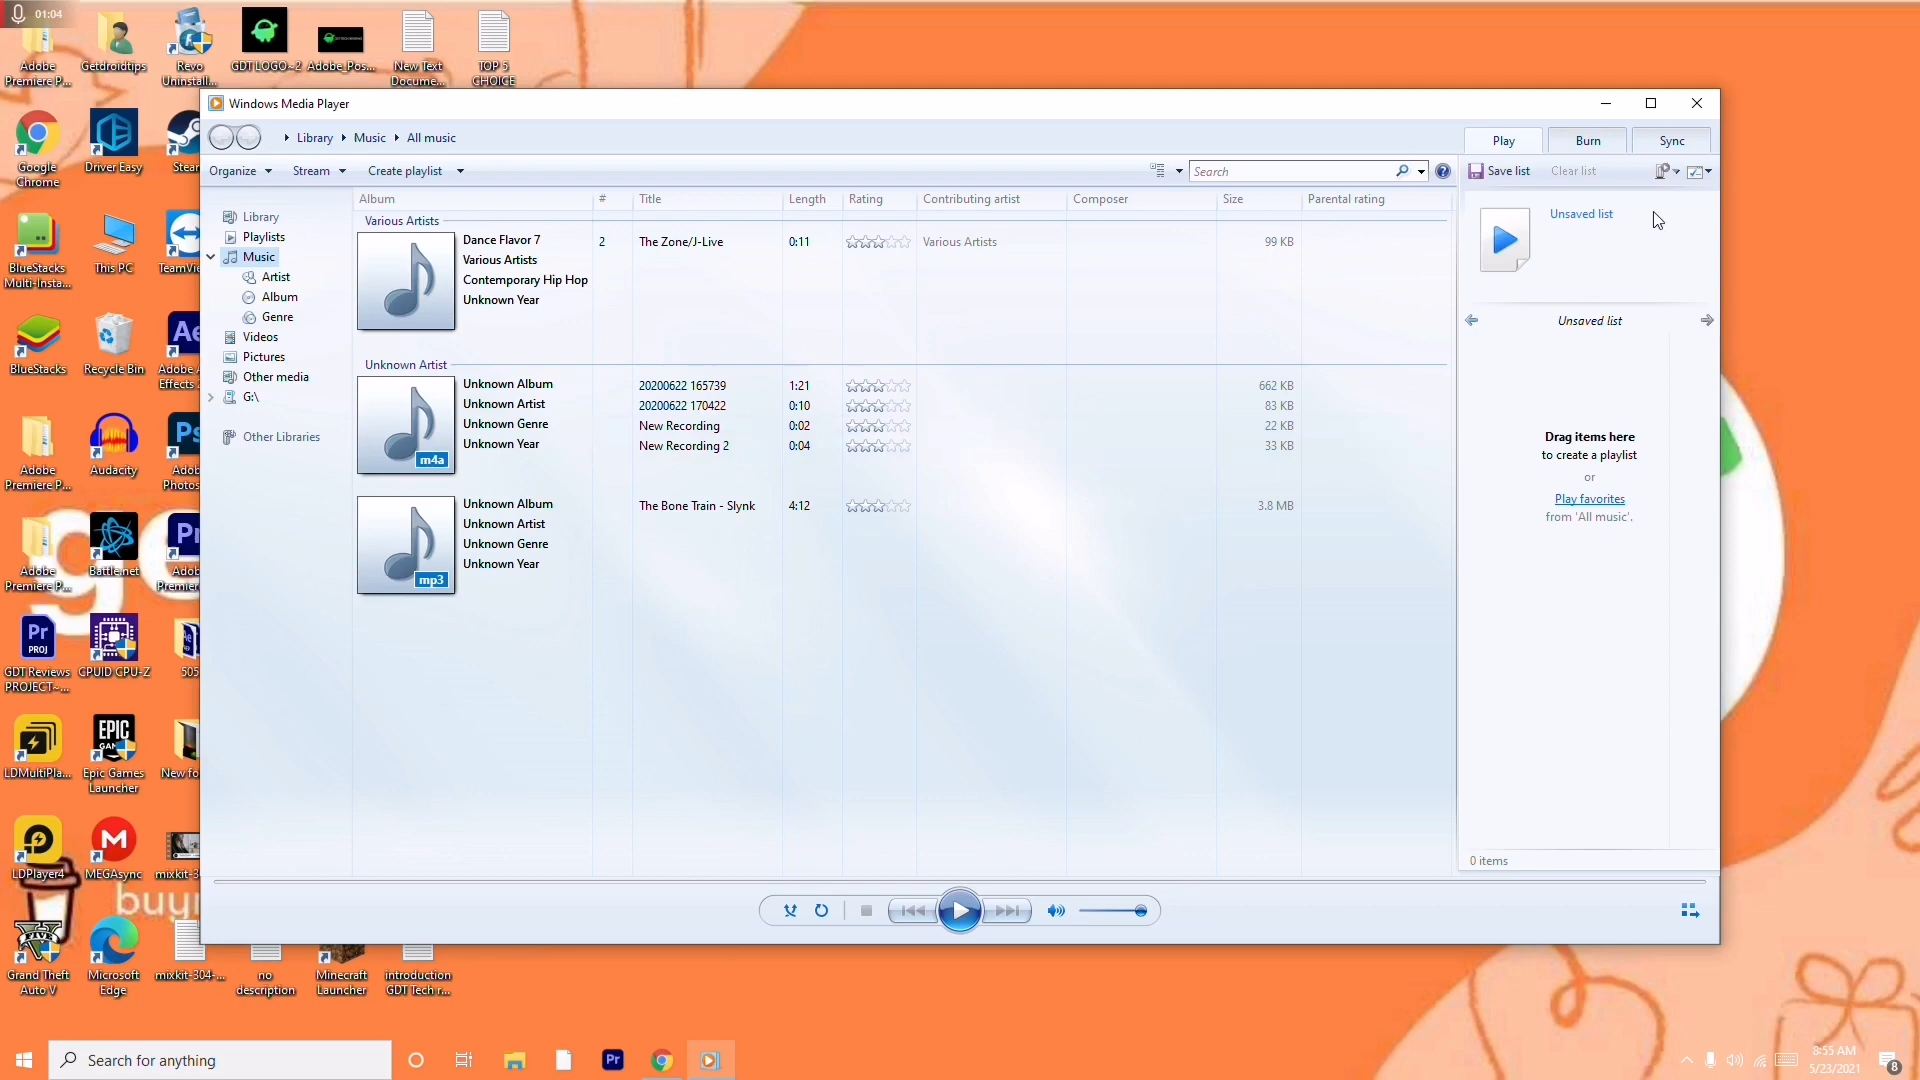 01:04
Adobe
Premiere P...
Getdroidtips
Revo
Uninstall...
GDT LOGO~2
Adobe_Pos...
New Text
Docume...
TOP 5
CHOICE
Google
Chrome
Driver Easy
Steam
BlueStacks
Multi-Insta...
This PC
TeamVie
BlueStacks
Recycle Bin
Adobe A
Effects 2
Adobe
Premiere P...
Audacity
Adob
Photos
Adobe
Premiere P...
Battle.net
Adob
Premier
GDT Reviews
PROJECT~...
CPUID CPU-Z
505
LDMultiPla...
Epic Games
Launcher
New fo
LDPlayer4
MEGAsync
mixkit-3
buy
Grand Theft
Auto V
Microsoft
Edge
mixkit-304-...
no
description
Minecraft
Launcher
introduction
GDT Tech r...
Windows Media Player
Library
Music
All music
Play
Burn
Sync
Organize
Stream
Create playlist
Search
Save list
Clear list
Library
Playlists
Music
Artist
Album
Genre
Videos
Pictures
Other media
G:\
Other Libraries
Album # Title Length Rating Contributing artist Composer Size Parental rating
Various Artists
Dance Flavor 7 2 The Zone/J-Live 0:11 Various Artists 99 KB
Various Artists
Contemporary Hip Hop
Unknown Year
Unknown Artist
Unknown Album 20200622 165739 1:21 662 KB
Unknown Artist 20200622 170422 0:10 83 KB
Unknown Genre New Recording 0:02 22 KB
Unknown Year New Recording 2 0:04 33 KB
m4a
Unknown Album The Bone Train - Slynk 4:12 3.8 MB
Unknown Artist
Unknown Genre
Unknown Year
mp3
Unsaved list
Unsaved list
Drag items here
to create a playlist
or
Play favorites
from 'All music'.
0 items
Search for anything
8:55 AM
5/23/2021
8